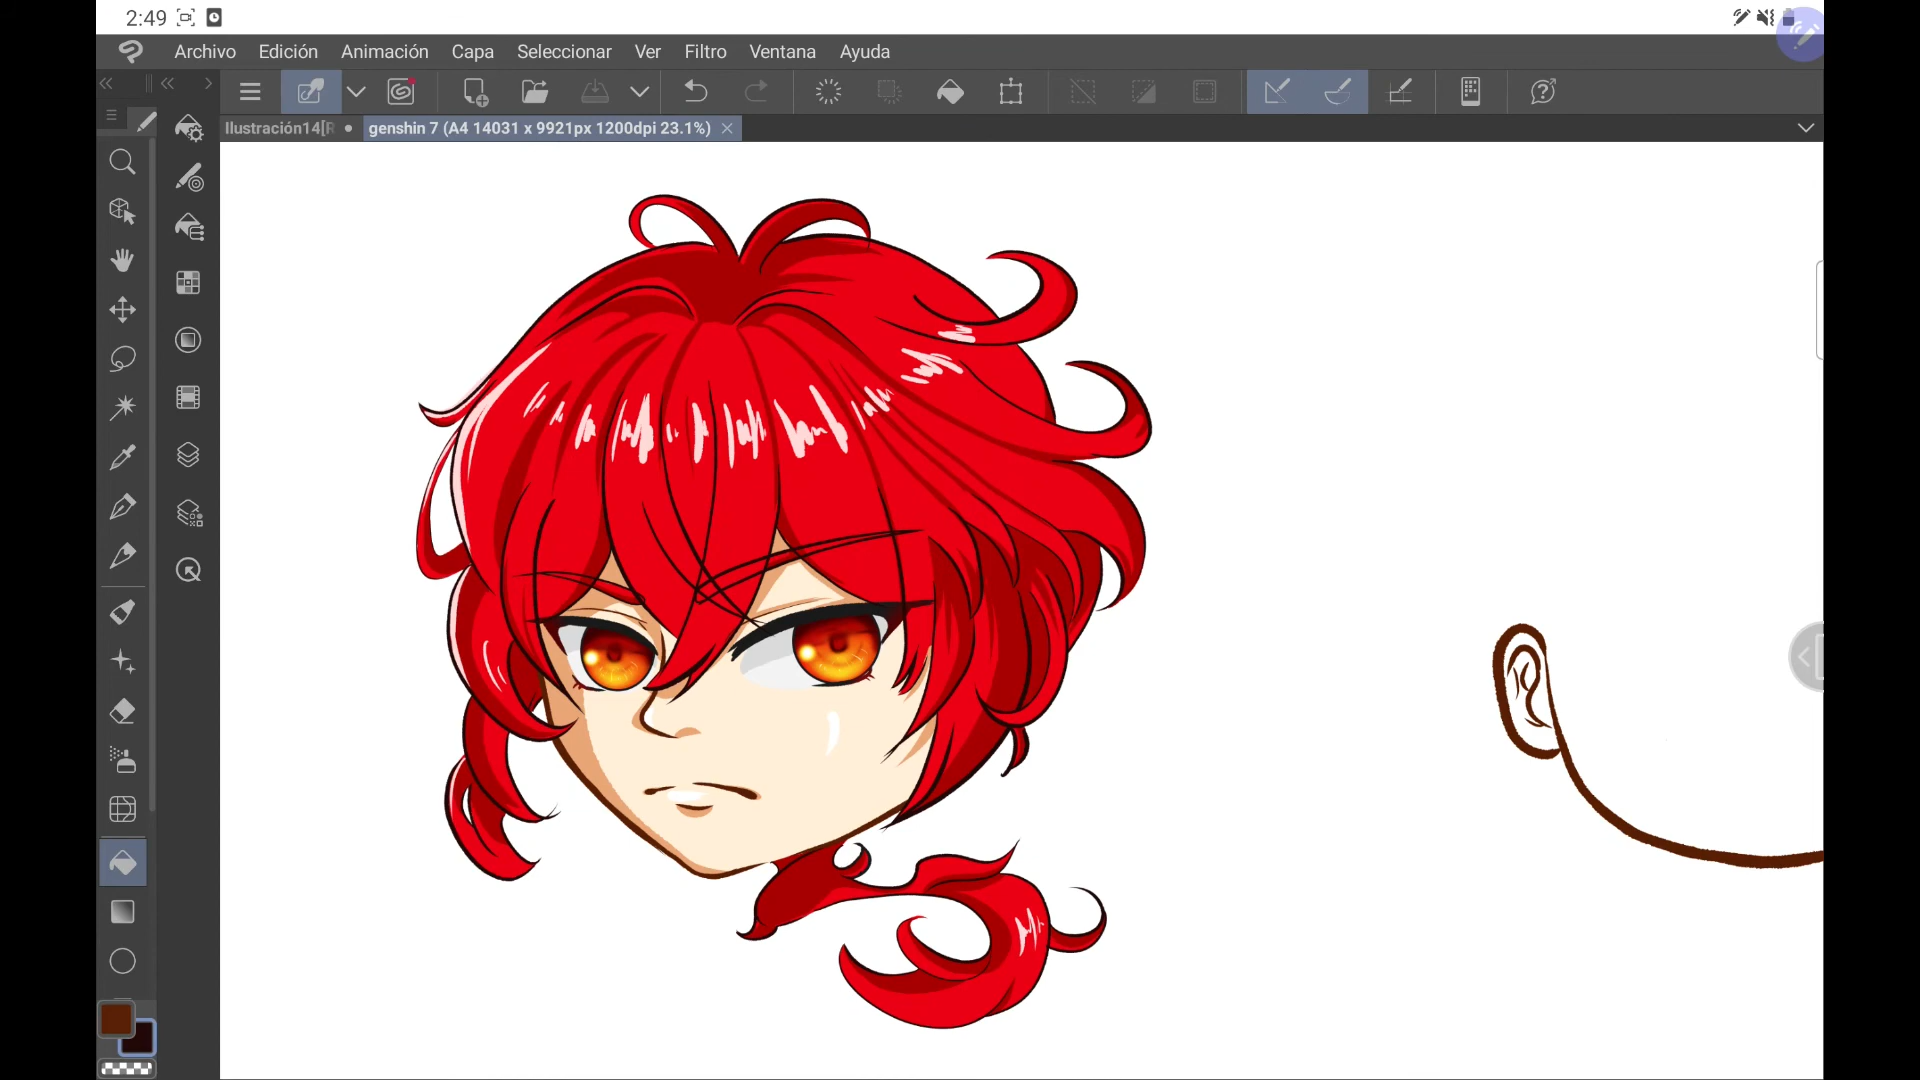 2:49
Archivo Edición Animación Capa Seleccionar Ver Filtro Ventana Ayuda
Ilustración14[R
genshin 7 (A4 14031 x 9921px 1200dpi 23.1%)